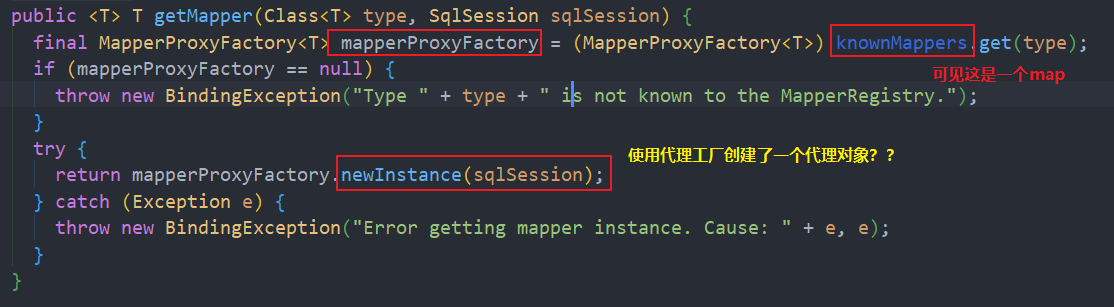 public <T> T getMapper(Class<T> type, SqlSession sqlSession) {
final MapperProxyFactory<T> mapperProxyFactory = (MapperProxyFactory<T>) knownMappers.get(type);
if (mapperProxyFactory == null) {
可见这是一个map
throw new BindingException("Type " + type + " is not known to the MapperRegistry.");
}
try {
使用代理工厂创建了一个代理对象？？
return mapperProxyFactory.newInstance(sqlSession);
} catch (Exception e) {
throw new BindingException("Error getting mapper instance. Cause: " + e, e);
}
}